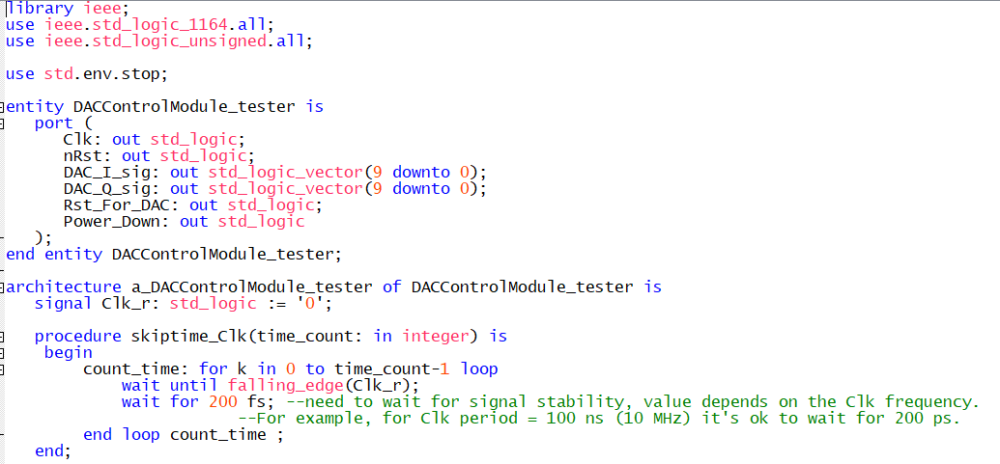 library ieee;
use ieee.std_logic_1164.all;
use ieee.std_logic_unsigned.all;
use std.env.stop;
entity DACControlModule_tester is
port (
Clk: out std_logic;
nRst: out std_logic;
DAC_I_sig: out std_logic_vector(9 downto 0);
DAC_Q_sig: out std_logic_vector(9 downto 0);
Rst_For_DAC: out std_logic;
Power_Down: out std_logic
);
end entity DACControlModule_tester;
architecture a_DACControlModule_tester of DACControlModule_tester is
signal Clk_r: std_logic := '0';
procedure skiptime_Clk(time_count: in integer) is
begin
count_time: for k in 0 to time_count-1 loop
wait until falling_edge(Clk_r);
wait for 200 fs; --need to wait for signal stability, value depends on the Clk frequency.
--For example, for Clk period = 100 ns (10 MHz) it's ok to wait for 200 ps.
end loop count_time ;
end;